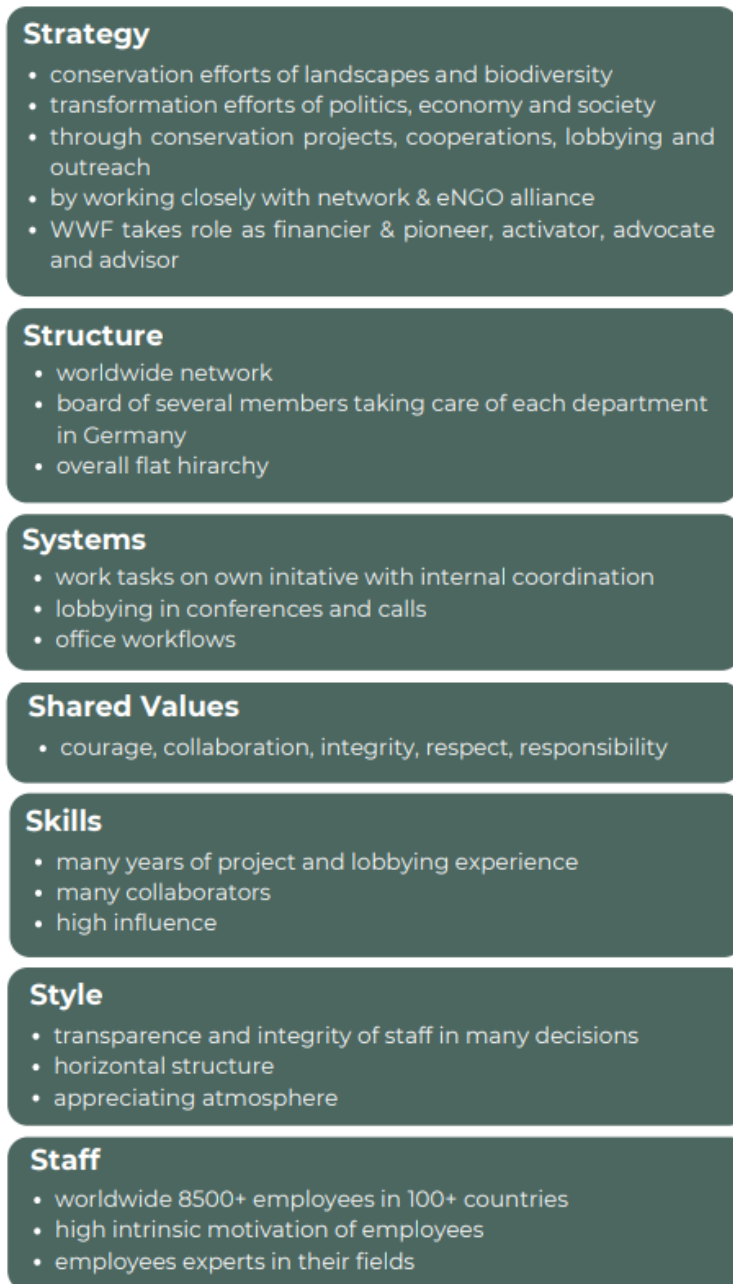 Strategy
• conservation efforts of landscapes and biodiversity
• transformation efforts of politics, economy and society
• through conservation projects, cooperations, lobbying and
outreach
• by working closely with network & eNGO alliance
• WWF takes role as financier & pioneer, activator, advocate
and advisor
Structure
• worldwide network
• board of several members taking care of each department
in Germany
• overall flat hirarchy
Systems
• work tasks on own initative with internal coordination
• lobbying in conferences and calls
• office workflows
Shared Values
• courage, collaboration, integrity, respect, responsibility
Skills
• many years of project and lobbying experience
• many collaborators
• high influence
Style
• transparence and integrity of staff in many decisions
• horizontal structure
• appreciating atmosphere
Staff
• worldwide 8500+ employees in 100+ countries
• high intrinsic motivation of employees
• employees experts in their fields